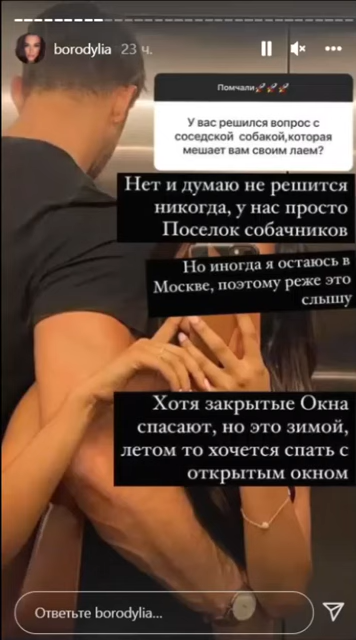 borodylia 23 ч.
Помчали🚀🚀🚀
У вас решился вопрос с
соседской собакой,которая
мешает вам своим лаем?
Нет и думаю не решится
никогда, у нас просто
Поселок собачников
Но иногда я остаюсь в
Москве, поэтому реже это
слышу
Хотя закрытые Окна
спасают, но это зимой,
летом то хочется спать с
открытым окном
Ответьте borodylia...